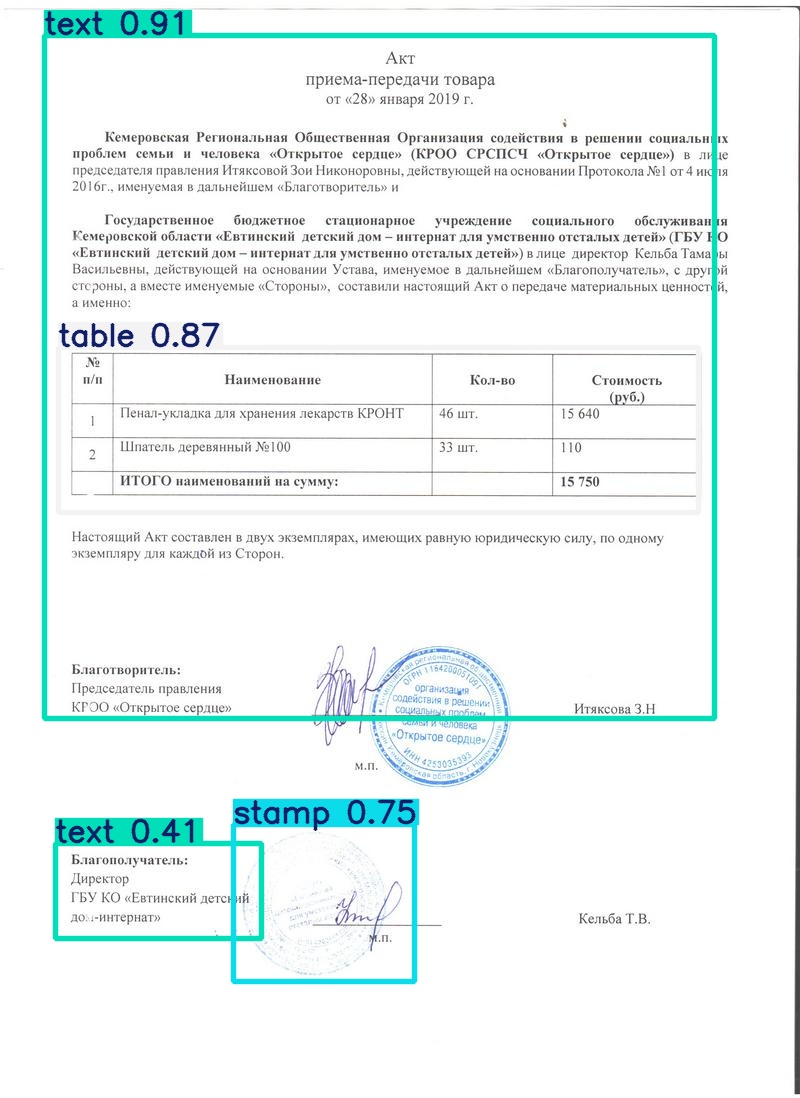 text 0.91
Акт
приема-передачи товара
от «28» января 2019 г.
Кемеровская Региональная Общественная Организация содействия в решении социальных
проблем семьи и человека «Открытое сердце» (КРОО СРСПСЧ «Открытое сердце») в лице
председателя правления Итяксовой Зои Никоноровны, действующей на основании Протокола №1 от 4 июля
2016г., именуемая в дальнейшем «Благотворитель» и
Государственное бюджетное стационарное учреждение социального обслуживания
Кемеровской области «Евтинский детский дом – интернат для умственно отсталых детей» (ГБУ КО
«Евтинский детский дом – интернат для умственно отсталых детей») в лице директор Кельба Тамары
Васильевны, действующей на основании Устава, именуемое в дальнейшем «Благополучатель», с другой
стороны, а вместе именуемые «Стороны», составили настоящий Акт о передаче материальных ценностей,
а именно:
table 0.87
№ п/п Наименование Кол-во Стоимость (руб.)
1 Пенал-укладка для хранения лекарств КРОНТ 46 шт. 15 640
2 Шпатель деревянный №100 33 шт. 110
ИТОГО наименований на сумму: 15 750
Настоящий Акт составлен в двух экземплярах, имеющих равную юридическую силу, по одному
экземпляру для каждой из Сторон.
Благотворитель:
Председатель правления
КРОО «Открытое сердце» Итяксова З.Н
Кемеровская региональная общественная
ОГРН 1164200051091
организация
содействия в решении
социальных проблем
семьи и человека
«Открытое сердце»
ИНН 4253035393
м.п.
stamp 0.75
text 0.41
Благополучатель:
Директор
ГБУ КО «Евтинский детский
дом-интернат» Кельба Т.В.
м.п.